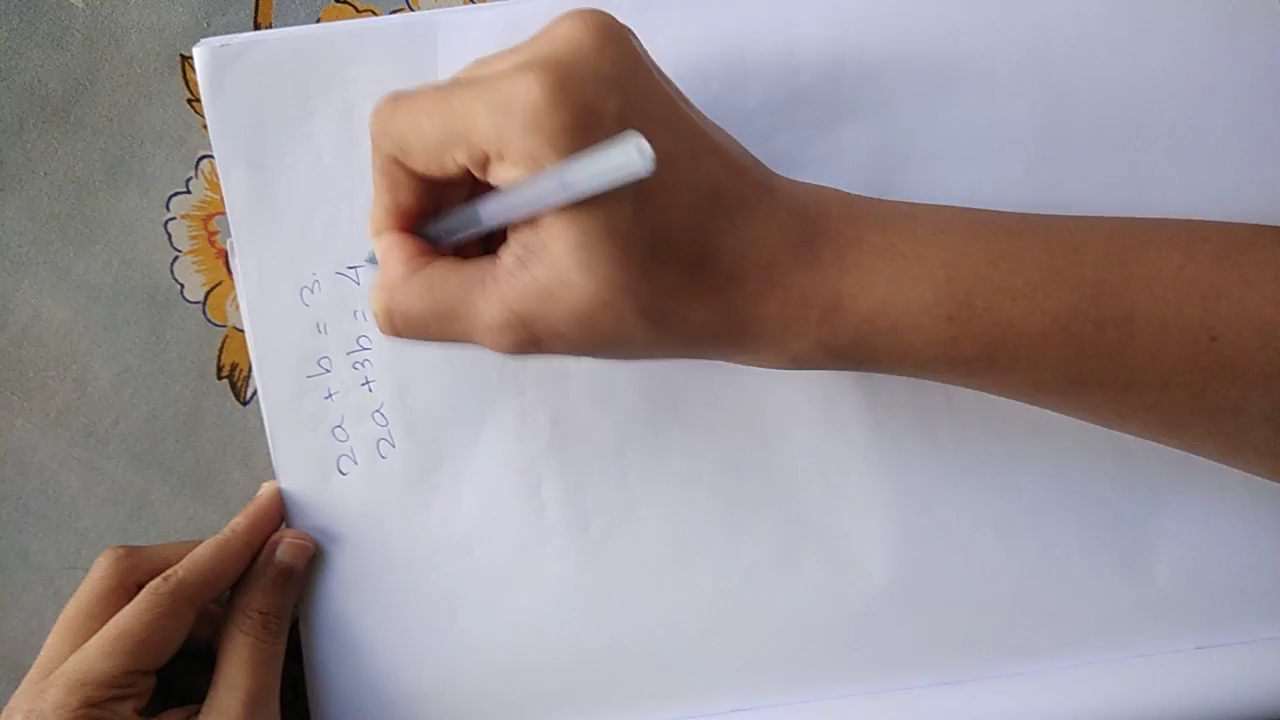 2a + b = 3.
2a + 3b = 4